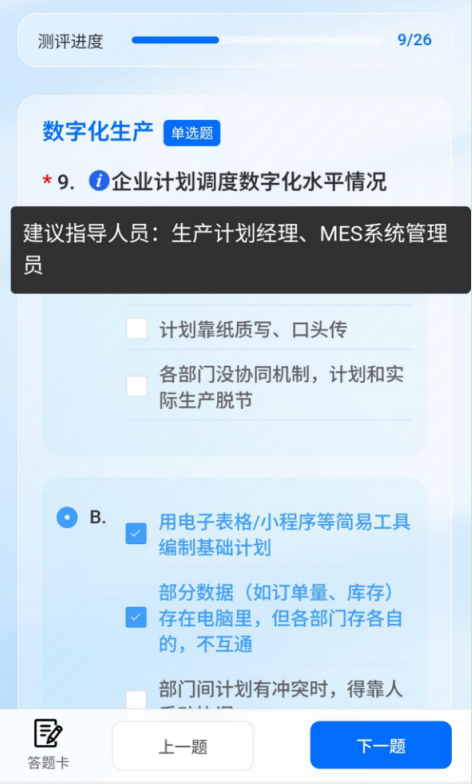 测评进度 9/26
数字化生产 单选题
* 9. i 企业计划调度数字化水平情况
建议指导人员：生产计划经理、MES系统管理
员
计划靠纸质写、口头传
各部门没协同机制，计划和实
际生产脱节
B.
用电子表格/小程序等简易工具
编制基础计划
部分数据（如订单量、库存）
存在电脑里，但各部门存各自
的，不互通
部门间计划有冲突时，得靠人
答题卡
上一题
下一题